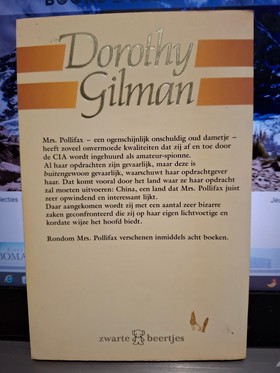 Dorothy
Gilman
Mrs. Pollifax – een ogenschijnlijk onschuldig oud dametje –
heeft zoveel onvermoede kwaliteiten dat zij af en toe door
de CIA wordt ingehuurd als amateur-spionne.
Al haar opdrachten zijn gevaarlijk, maar deze is
buitengewoon gevaarlijk, waarschuwt haar opdrachtgever
haar. Dat komt vooral door het land waar ze haar opdracht
zal moeten uitvoeren: China, een land dat Mrs. Pollifax juist
zeer opwindend en interessant lijkt.
Daar aangekomen wordt zij met een aantal zeer bizarre
zaken geconfronteerd die zij op haar eigen lichtvoetige en
kordate wijze het hoofd biedt.
Rondom Mrs. Pollifax verschenen inmiddels acht boeken.
zwarte beertjes